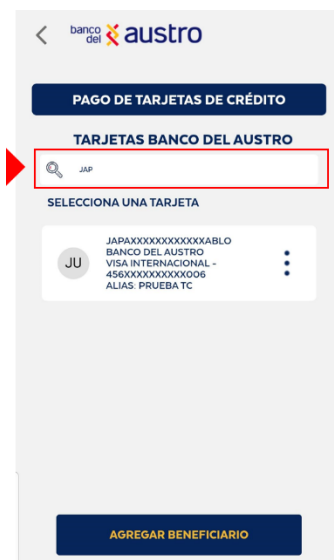 banco
del austro
PAGO DE TARJETAS DE CRÉDITO
TARJETAS BANCO DEL AUSTRO
JAP
SELECCIONA UNA TARJETA
JU
JAPAXXXXXXXXXXXXABLO
BANCO DEL AUSTRO
VISA INTERNACIONAL -
456XXXXXXXXXX006
ALIAS: PRUEBA TC
AGREGAR BENEFICIARIO